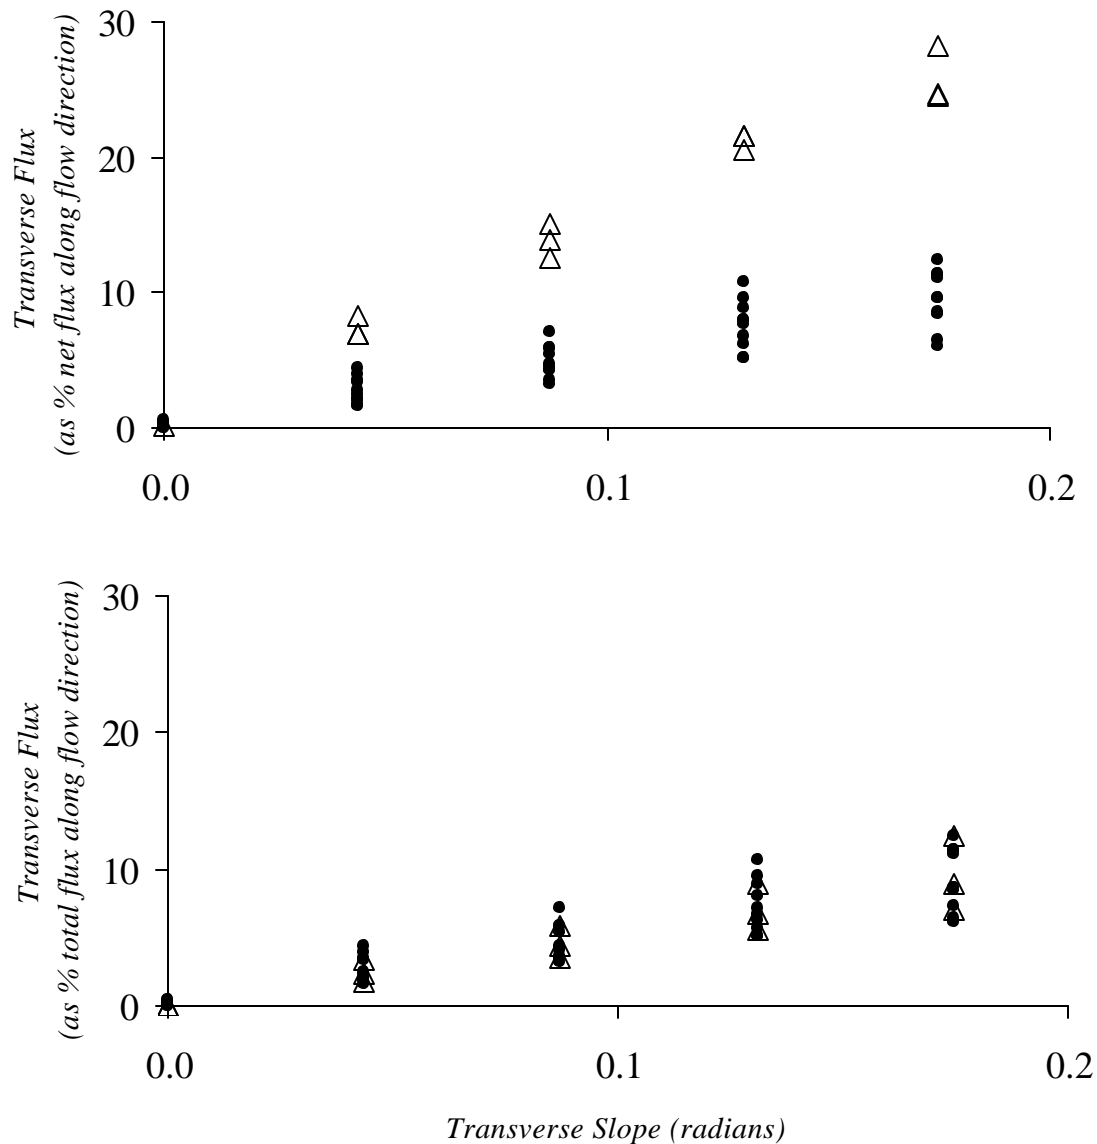 Transverse Flux
(as % net flux along flow direction)
30
20
10
0
0.0
0.1
0.2
Transverse Flux
(as % total flux along flow direction)
30
20
10
0
0.0
0.1
0.2
Transverse Slope (radians)